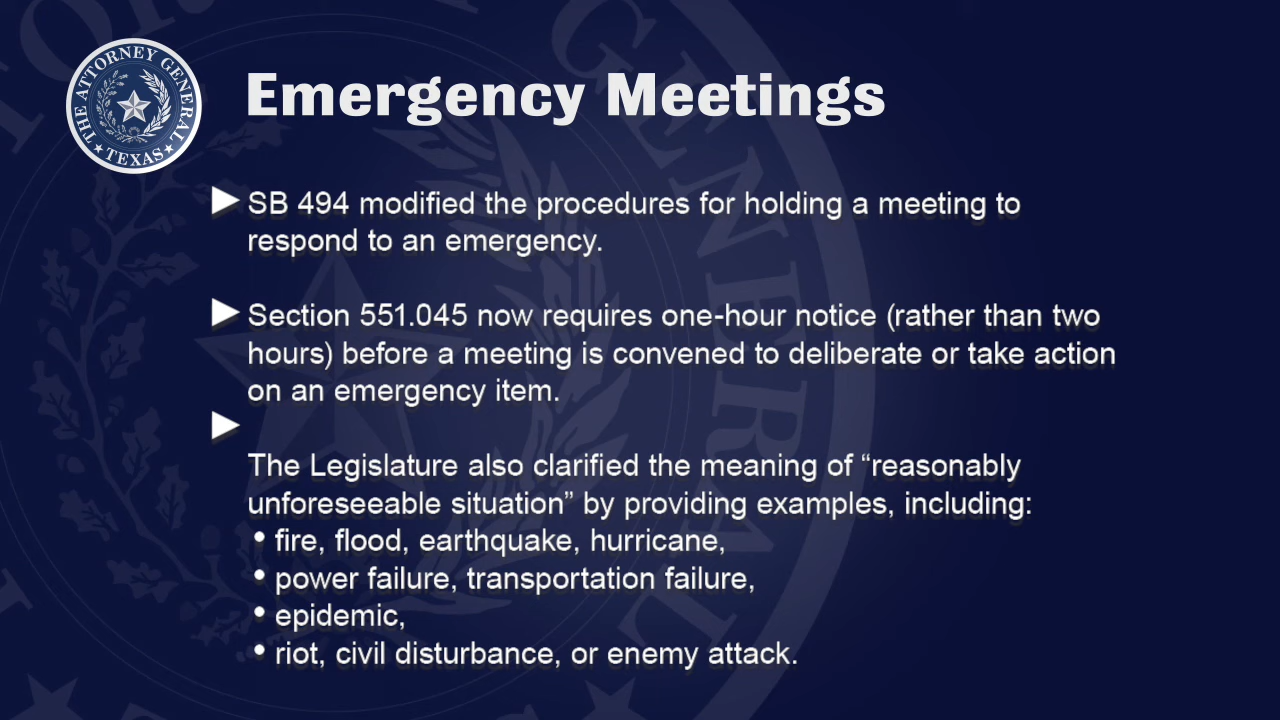 THE ATTORNEY GENERAL
TEXAS
Emergency Meetings
► SB 494 modified the procedures for holding a meeting to
respond to an emergency.
► Section 551.045 now requires one-hour notice (rather than two
hours) before a meeting is convened to deliberate or take action
on an emergency item.
►
The Legislature also clarified the meaning of “reasonably
unforeseeable situation” by providing examples, including:
• fire, flood, earthquake, hurricane,
• power failure, transportation failure,
• epidemic,
• riot, civil disturbance, or enemy attack.